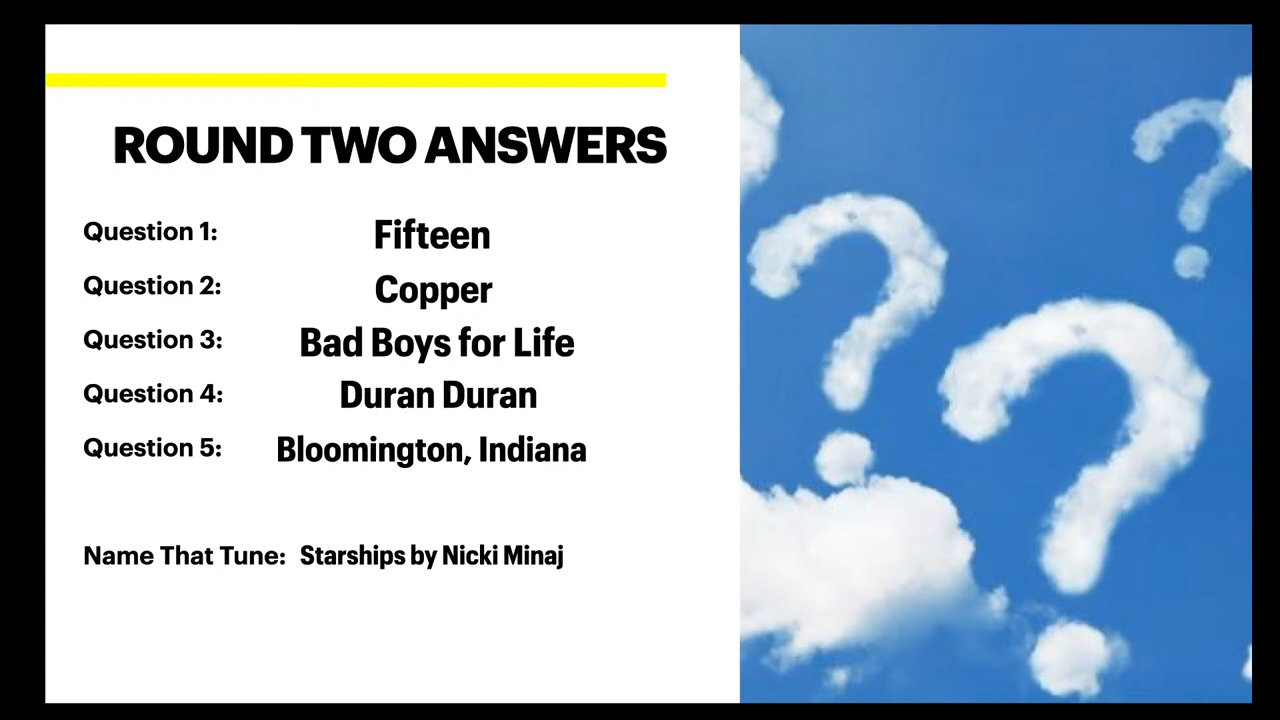 ROUND TWO ANSWERS
Question 1: Fifteen
Question 2: Copper
Question 3: Bad Boys for Life
Question 4: Duran Duran
Question 5: Bloomington, Indiana
Name That Tune: Starships by Nicki Minaj